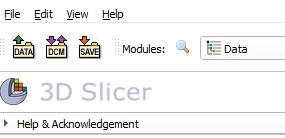 File Edit View Help
DATA DCM SAVE Modules: Data
3D Slicer
Help & Acknowledgement